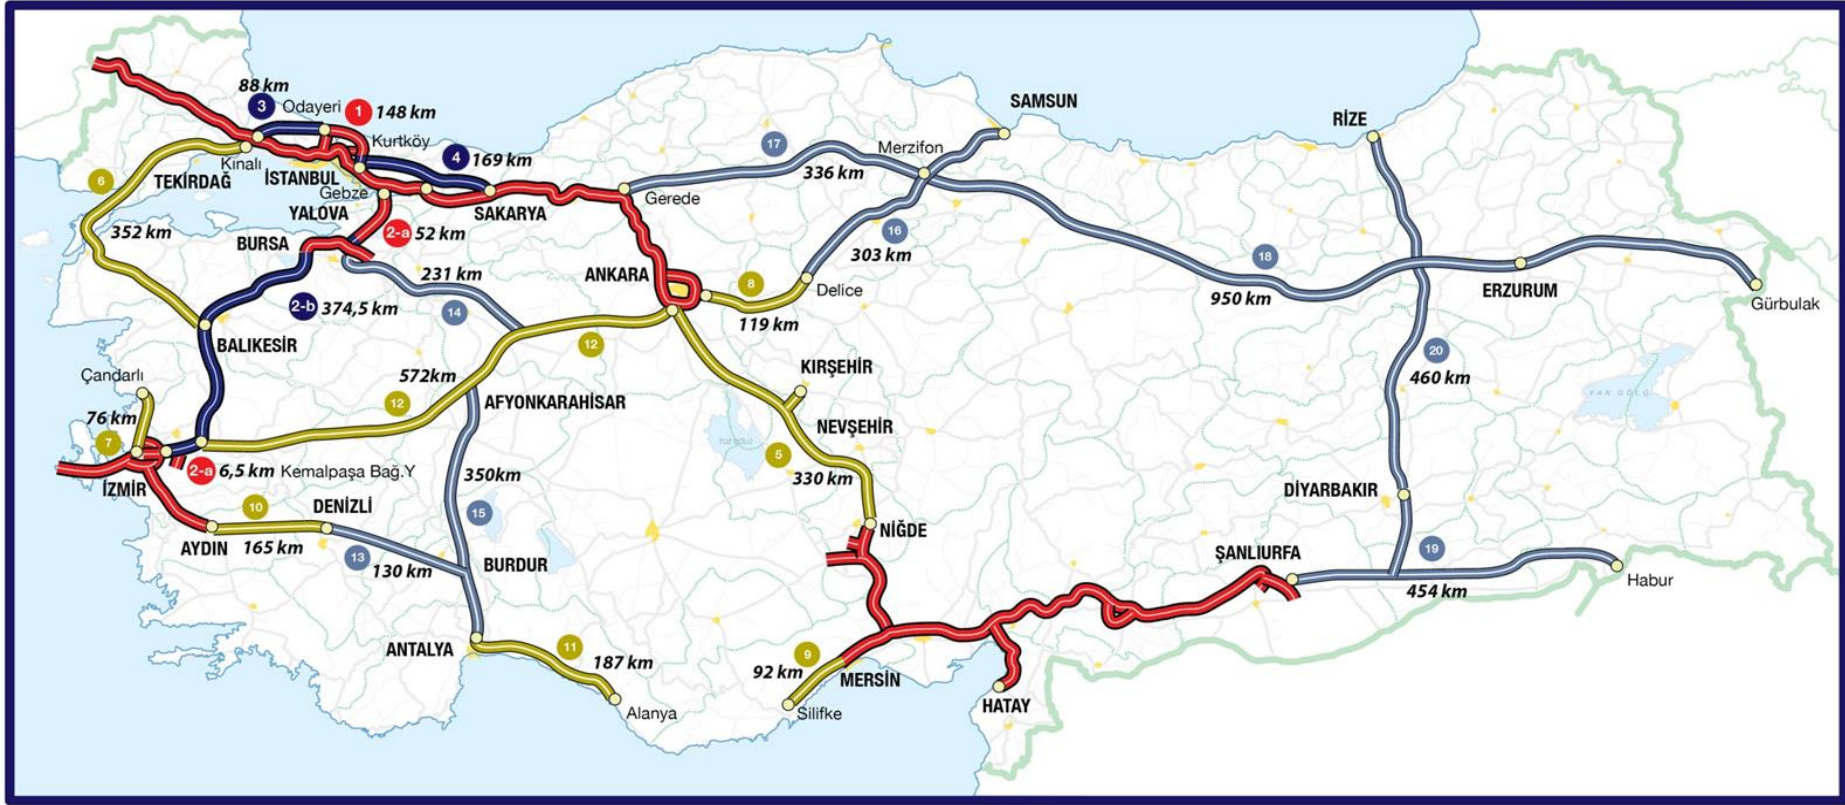 88 km
3
Odayeri
1
148 km
Kurtköy
4
169 km
Kınalı
İSTANBUL
Gebze
6
TEKİRDAĞ
YALOVA
SAKARYA
Gerede
17
336 km
Merzifon
SAMSUN
RİZE
352 km
BURSA
2-a
52 km
231 km
ANKARA
16
303 km
18
950 km
ERZURUM
Gürbulak
8
Delice
119 km
2-b
374,5 km
14
12
BALIKESİR
20
460 km
Çandarlı
572km
KIRŞEHİR
VAN GÖLÜ
76 km
12
AFYONKARAHİSAR
NEVŞEHİR
7
TUZ GÖLÜ
5
330 km
2-a
6,5 km
Kemalpaşa Bağ.Y
350km
İZMİR
DENİZLİ
DİYARBAKIR
10
15
NİĞDE
AYDIN
165 km
13
130 km
BURDUR
ŞANLIURFA
19
454 km
Habur
ANTALYA
11
187 km
9
92 km
MERSİN
Alanya
Silifke
HATAY